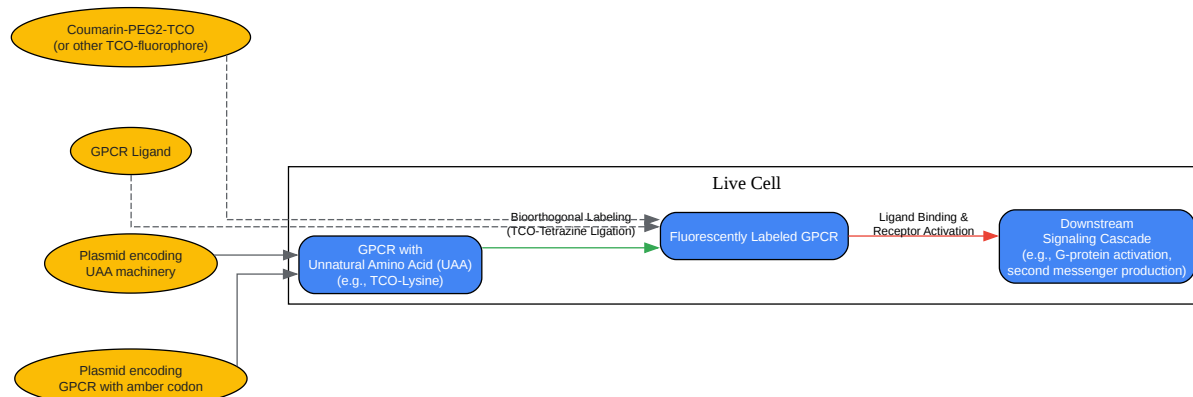 Coumarin-PEG2-TCO
(or other TCO-fluorophore)
GPCR Ligand
Live Cell
Bioorthogonal Labeling
(TCO-Tetrazine Ligation)
Fluorescently Labeled GPCR
Ligand Binding &
Receptor Activation
Downstream
Signaling Cascade
(e.g., G-protein activation,
second messenger production)
Plasmid encoding
UAA machinery
GPCR with
Unnatural Amino Acid (UAA)
(e.g., TCO-Lysine)
Plasmid encoding
GPCR with amber codon